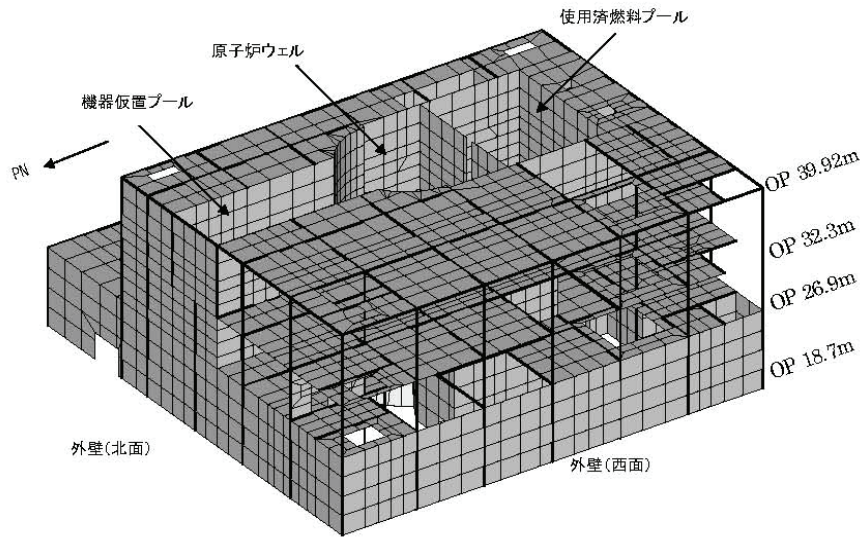 使用済燃料プール
原子炉ウェル
機器仮置プール
PN
OP 39.92m
OP 32.3m
OP 26.9m
OP 18.7m
外壁(北面)
外壁(西面)